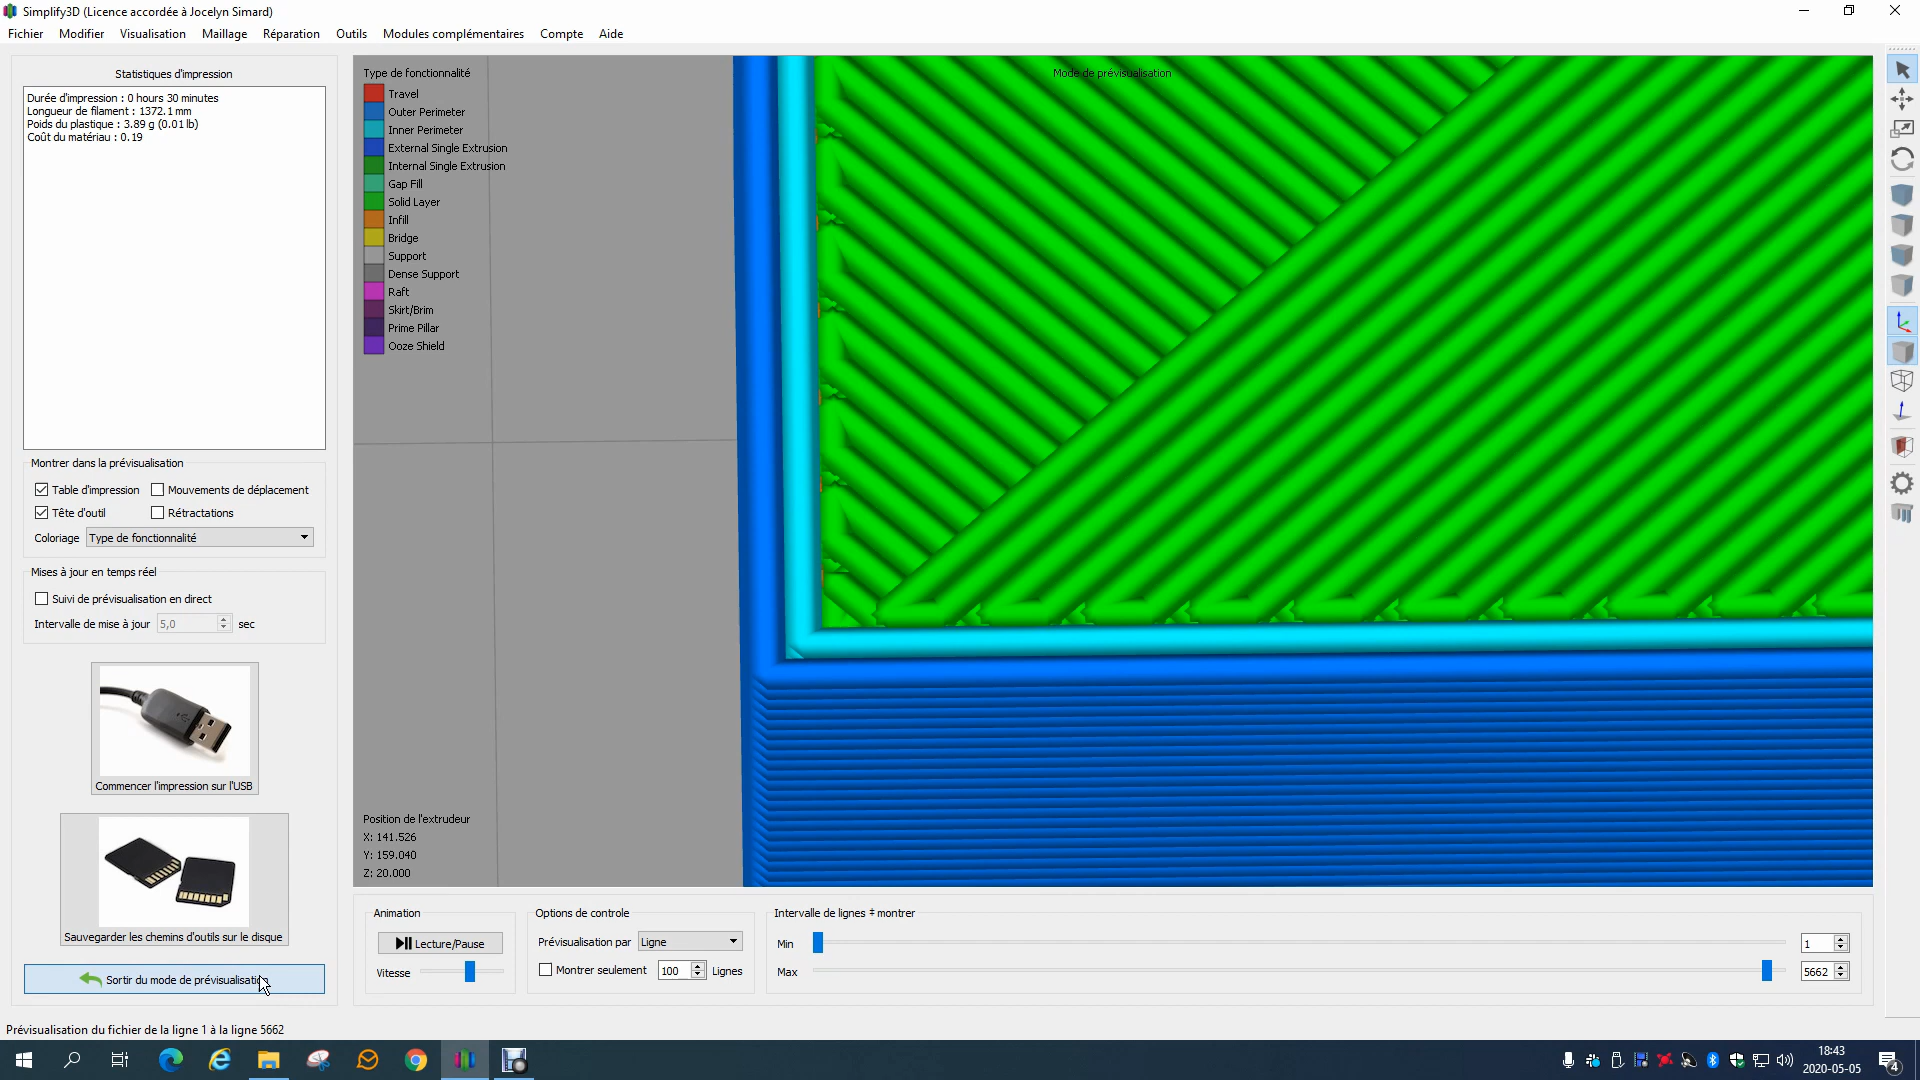 Simplify3D (Licence accordée à Jocelyn Simard)
Fichier Modifier Visualisation Maillage Réparation Outils Modules complémentaires Compte Aide
Statistiques d'impression
Durée d'impression : 0 hours 30 minutes
Longueur de filament : 1372.1 mm
Poids du plastique : 3.89 g (0.01 lb)
Coût du matériau : 0.19
Montrer dans la prévisualisation
Table d'impression Mouvements de déplacement
Tête d'outil Rétractations
Coloriage Type de fonctionnalité
Mises à jour en temps réel
Suivi de prévisualisation en direct
Intervalle de mise à jour 5,0 sec
Commencer l'impression sur l'USB
Sauvegarder les chemins d'outils sur le disque
Sortir du mode de prévisualisation
Prévisualisation du fichier de la ligne 1 à la ligne 5662
Type de fonctionnalité
Travel
Outer Perimeter
Inner Perimeter
External Single Extrusion
Internal Single Extrusion
Gap Fill
Solid Layer
Infill
Bridge
Support
Dense Support
Raft
Skirt/Brim
Prime Pillar
Ooze Shield
Mode de prévisualisation
Position de l'extrudeur
X: 141.526
Y: 159.040
Z: 20.000
Animation
Lecture/Pause
Vitesse
Options de controle
Prévisualisation par Ligne
Montrer seulement 100 Lignes
Intervalle de lignes ‡ montrer
Min 1
Max 5662
18:43
2020-05-05
4